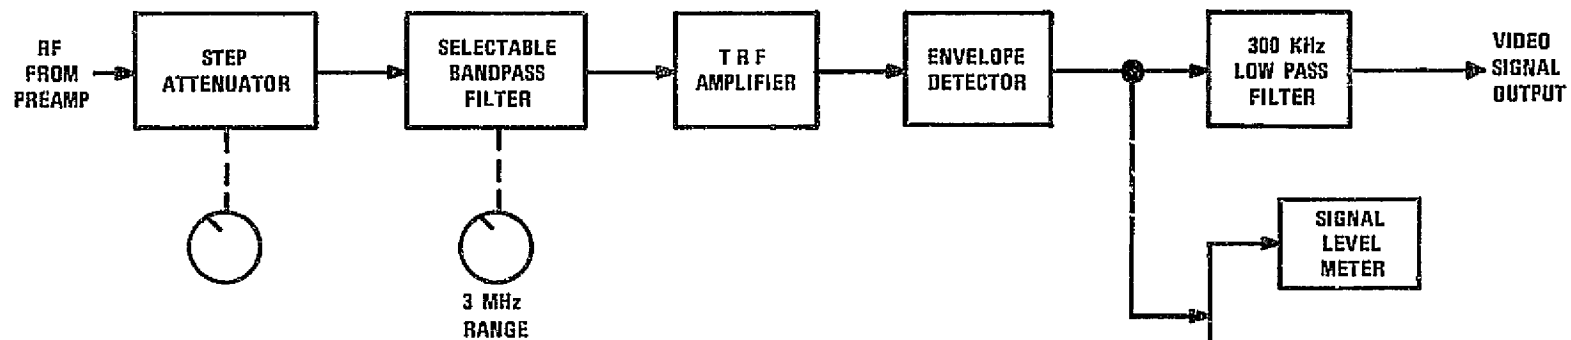 RF
FROM
PREAMP
STEP
ATTENUATOR
SELECTABLE
BANDPASS
FILTER
T R F
AMPLIFIER
ENVELOPE
DETECTOR
300 KHz
LOW PASS
FILTER
VIDEO
SIGNAL
OUTPUT
3 MHz
RANGE
SIGNAL
LEVEL
METER